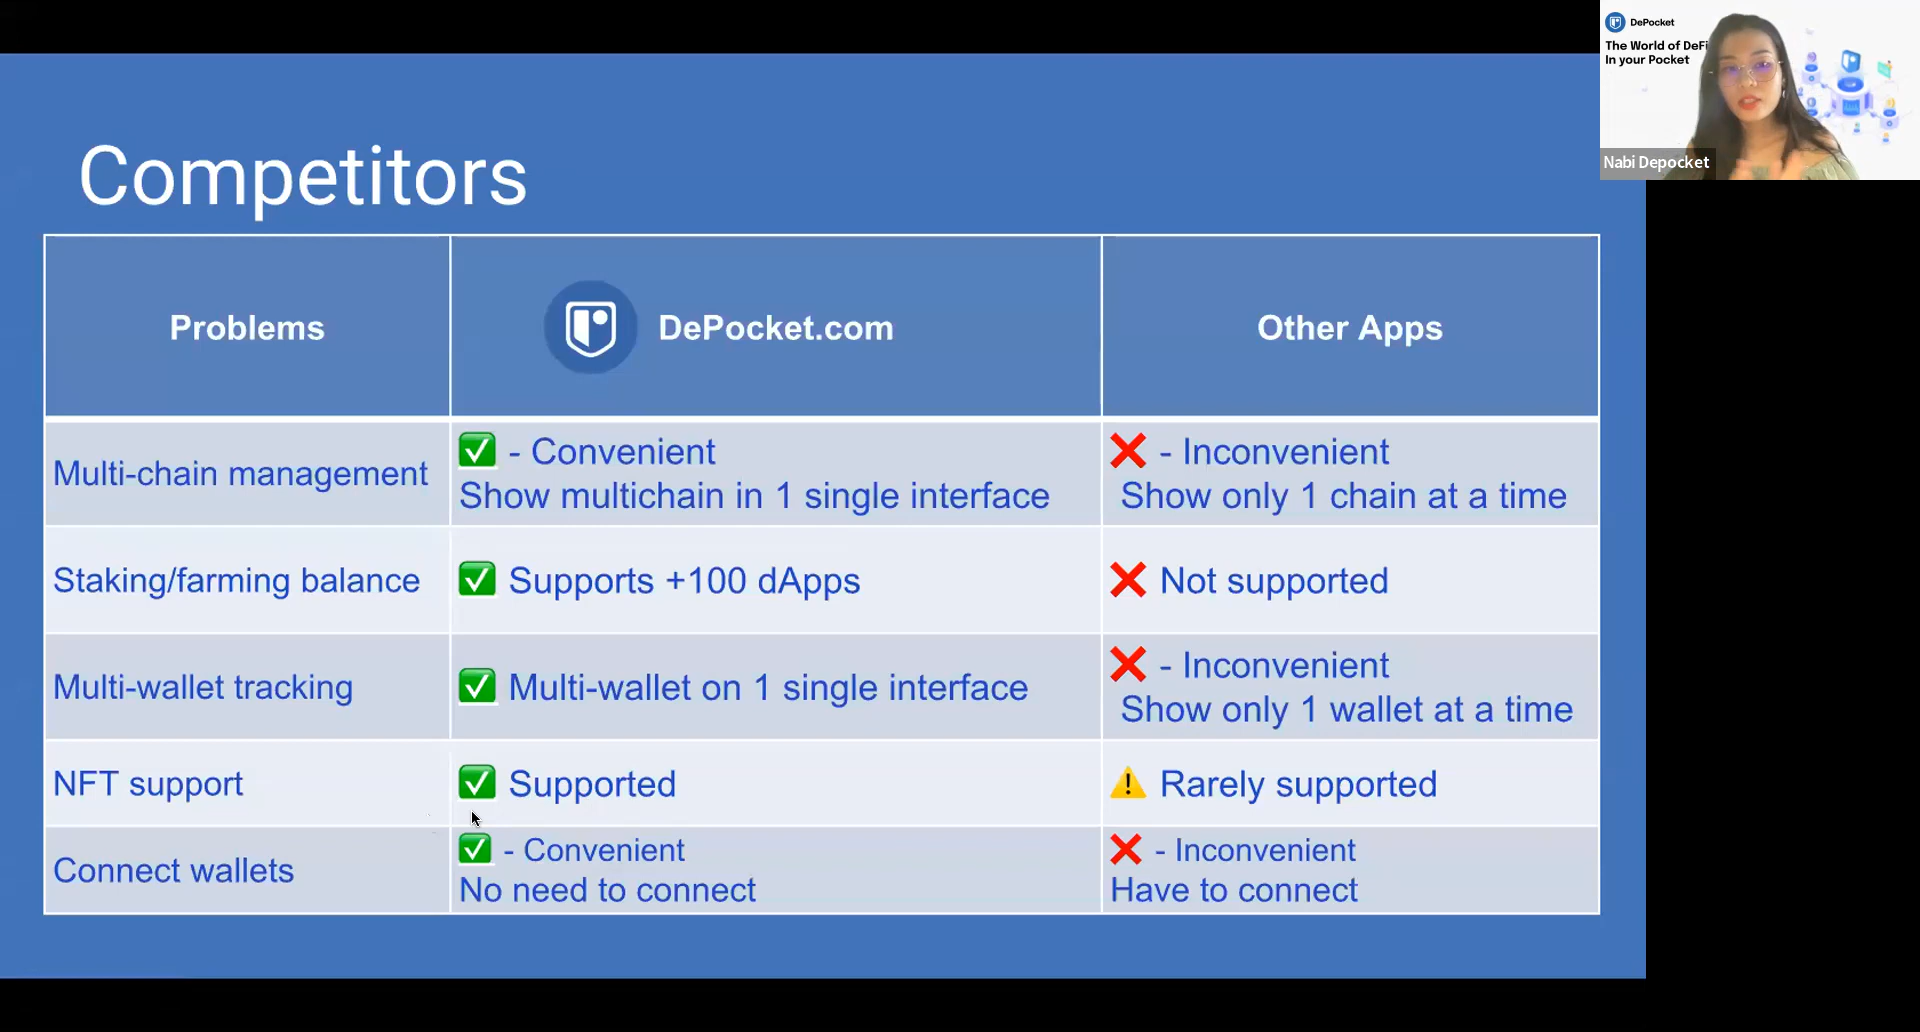 DePocket
The World of DeFi
In your Pocket
Nabi Depocket
Competitors
Problems
DePocket.com
Other Apps
Multi-chain management
✅ - Convenient
Show multichain in 1 single interface
❌ - Inconvenient
Show only 1 chain at a time
Staking/farming balance
✅ Supports +100 dApps
❌ Not supported
Multi-wallet tracking
✅ Multi-wallet on 1 single interface
❌ - Inconvenient
Show only 1 wallet at a time
NFT support
✅ Supported
⚠️ Rarely supported
Connect wallets
✅ - Convenient
No need to connect
❌ - Inconvenient
Have to connect